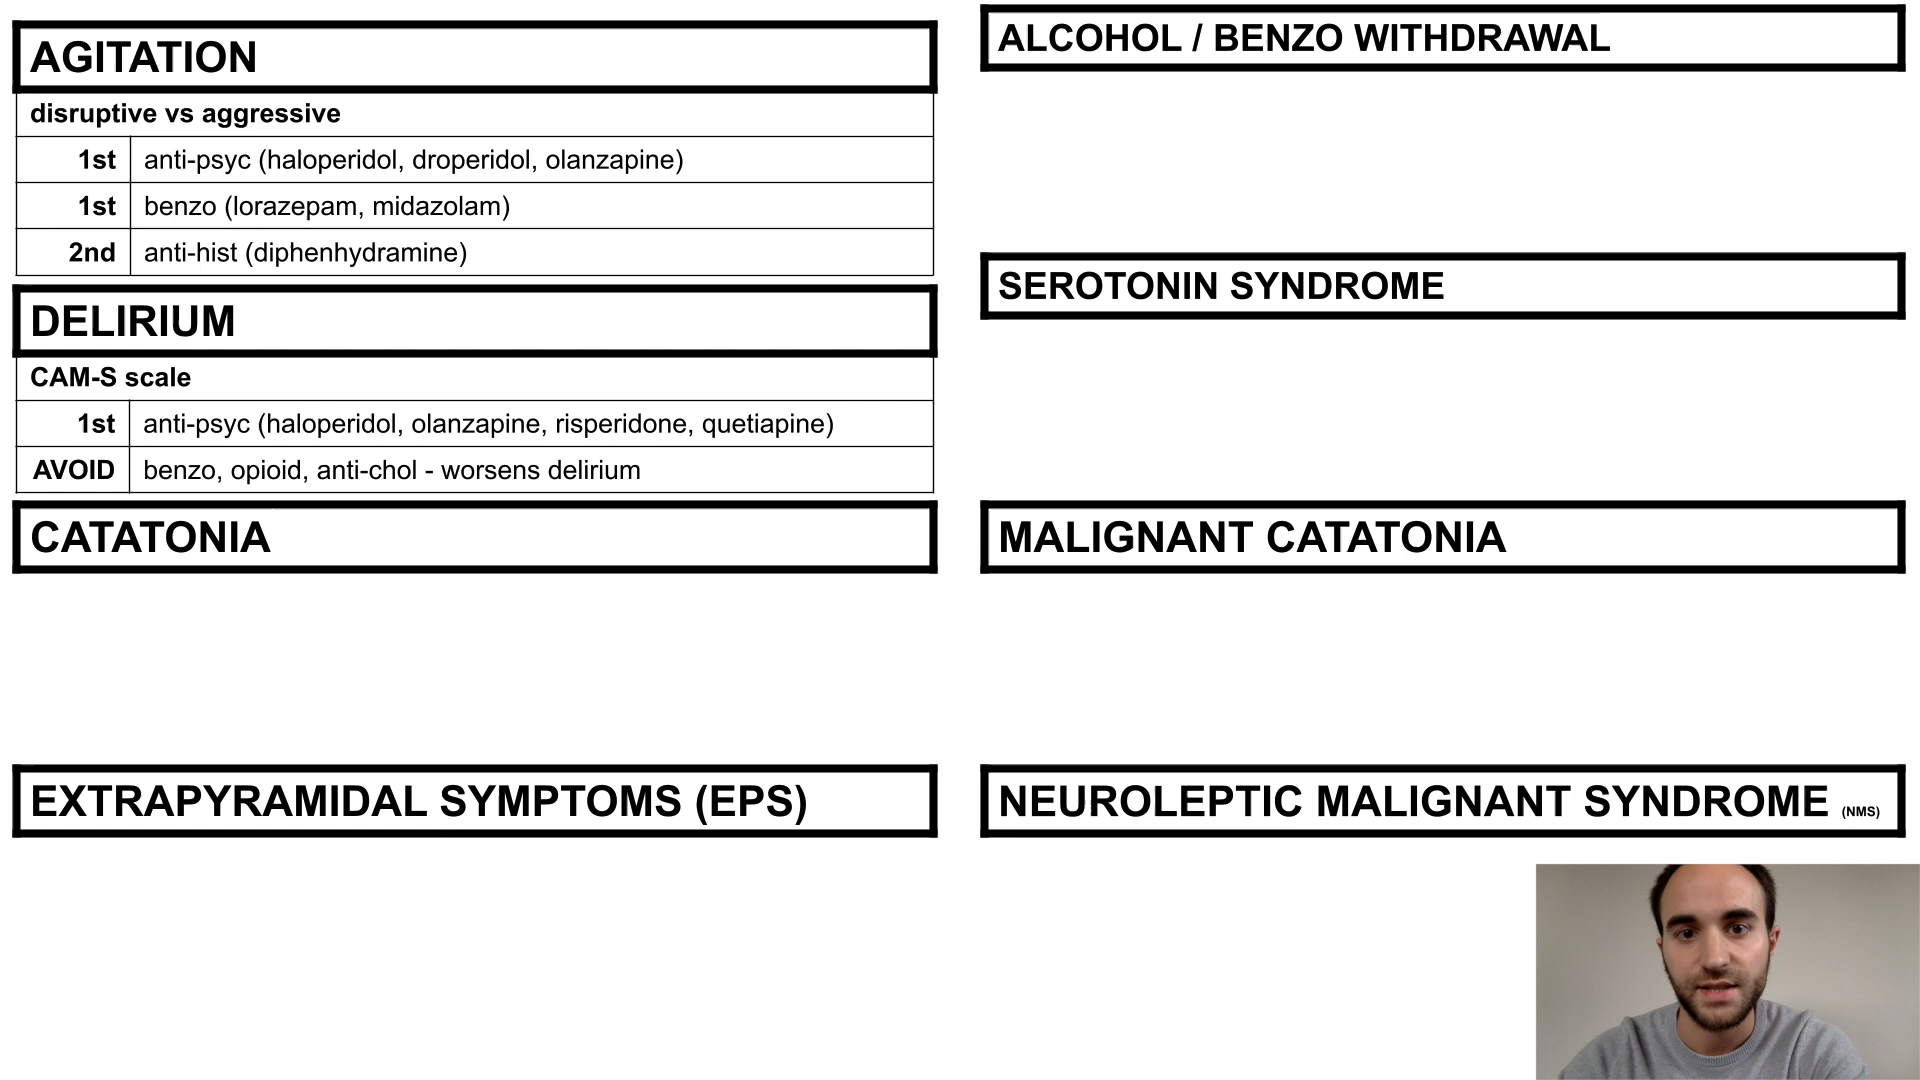 AGITATION
disruptive vs aggressive
1st anti-psyc (haloperidol, droperidol, olanzapine)
1st benzo (lorazepam, midazolam)
2nd anti-hist (diphenhydramine)
DELIRIUM
CAM-S scale
1st anti-psyc (haloperidol, olanzapine, risperidone, quetiapine)
AVOID benzo, opioid, anti-chol - worsens delirium
CATATONIA
EXTRAPYRAMIDAL SYMPTOMS (EPS)
ALCOHOL / BENZO WITHDRAWAL
SEROTONIN SYNDROME
MALIGNANT CATATONIA
NEUROLEPTIC MALIGNANT SYNDROME (NMS)